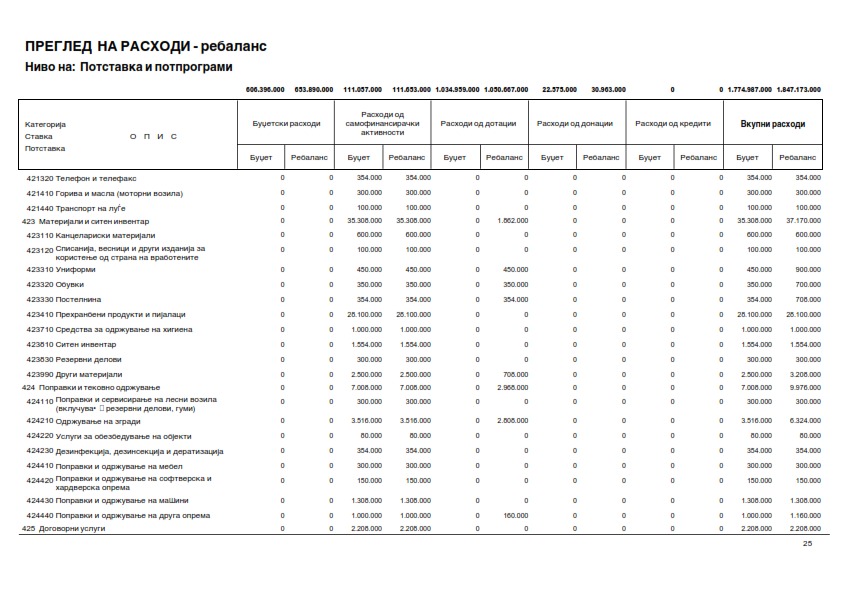 ПРЕГЛЕД НА РАСХОДИ - ребаланс
Ниво на: Потставка и потпрограми
606.396.000 653.890.000 111.057.000 111.653.000 1.034.959.000 1.050.667.000 22.575.000 30.963.000 0 0 1.774.987.000 1.847.173.000
Категорија
Ставка О П И С
Потставка
Буџетски расходи Расходи од самофинансирачки активности Расходи од дотации Расходи од донации Расходи од кредити Вкупни расходи
Буџет Ребаланс Буџет Ребаланс Буџет Ребаланс Буџет Ребаланс Буџет Ребаланс Буџет Ребаланс
421320 Телефон и телефакс 0 0 354.000 354.000 0 0 0 0 0 0 354.000 354.000
421410 Горива и масла (моторни возила) 0 0 300.000 300.000 0 0 0 0 0 0 300.000 300.000
421440 Транспорт на луѓе 0 0 100.000 100.000 0 0 0 0 0 0 100.000 100.000
423 Материјали и ситен инвентар 0 0 35.308.000 35.308.000 0 1.862.000 0 0 0 0 35.308.000 37.170.000
423110 Канцелариски материјали 0 0 600.000 600.000 0 0 0 0 0 0 600.000 600.000
423120 Списанија, весници и други изданија за
користење од страна на вработените 0 0 100.000 100.000 0 0 0 0 0 0 100.000 100.000
423310 Униформи 0 0 450.000 450.000 0 450.000 0 0 0 0 450.000 900.000
423320 Обувки 0 0 350.000 350.000 0 350.000 0 0 0 0 350.000 700.000
423330 Постелнина 0 0 354.000 354.000 0 354.000 0 0 0 0 354.000 708.000
423410 Прехранбени продукти и пијалаци 0 0 28.100.000 28.100.000 0 0 0 0 0 0 28.100.000 28.100.000
423710 Средства за одржување на хигиена 0 0 1.000.000 1.000.000 0 0 0 0 0 0 1.000.000 1.000.000
423810 Ситен инвентар 0 0 1.554.000 1.554.000 0 0 0 0 0 0 1.554.000 1.554.000
423830 Резервни делови 0 0 300.000 300.000 0 0 0 0 0 0 300.000 300.000
423990 Други материјали 0 0 2.500.000 2.500.000 0 708.000 0 0 0 0 2.500.000 3.208.000
424 Поправки и тековно одржување 0 0 7.008.000 7.008.000 0 2.968.000 0 0 0 0 7.008.000 9.976.000
424110 Поправки и сервисирање на лесни возила
(вклучува• резервни делови, гуми) 0 0 300.000 300.000 0 0 0 0 0 0 300.000 300.000
424210 Одржување на згради 0 0 3.516.000 3.516.000 0 2.808.000 0 0 0 0 3.516.000 6.324.000
424220 Услуги за обезбедување на објекти 0 0 80.000 80.000 0 0 0 0 0 0 80.000 80.000
424230 Дезинфекција, дезинсекција и дератизација 0 0 354.000 354.000 0 0 0 0 0 0 354.000 354.000
424410 Поправки и одржување на мебел 0 0 300.000 300.000 0 0 0 0 0 0 300.000 300.000
424420 Поправки и одржување на софтверска и
хардверска опрема 0 0 150.000 150.000 0 0 0 0 0 0 150.000 150.000
424430 Поправки и одржување на маШини 0 0 1.308.000 1.308.000 0 0 0 0 0 0 1.308.000 1.308.000
424440 Поправки и одржување на друга опрема 0 0 1.000.000 1.000.000 0 160.000 0 0 0 0 1.000.000 1.160.000
425 Договорни услуги 0 0 2.208.000 2.208.000 0 0 0 0 0 0 2.208.000 2.208.000
25